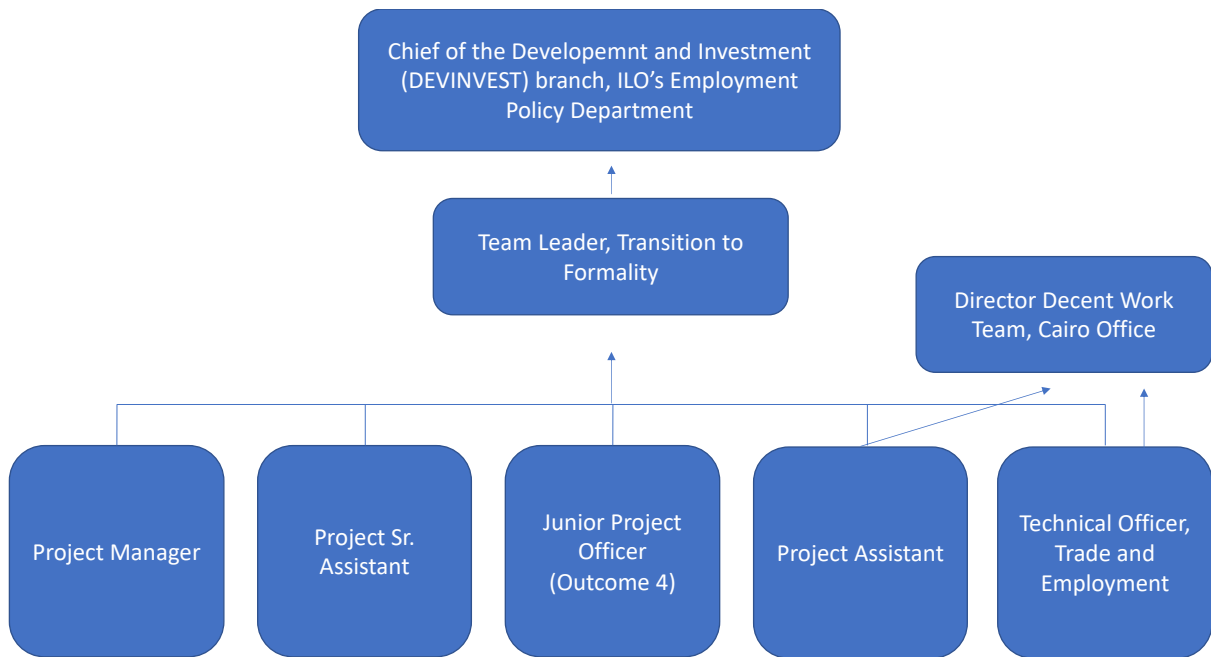 Chief of the Developemnt and Investment
(DEVINVEST) branch, ILO’s Employment
Policy Department
Team Leader, Transition to
Formality
Director Decent Work
Team, Cairo Office
Project Manager
Project Sr.
Assistant
Junior Project
Officer
(Outcome 4)
Project Assistant
Technical Officer,
Trade and
Employment